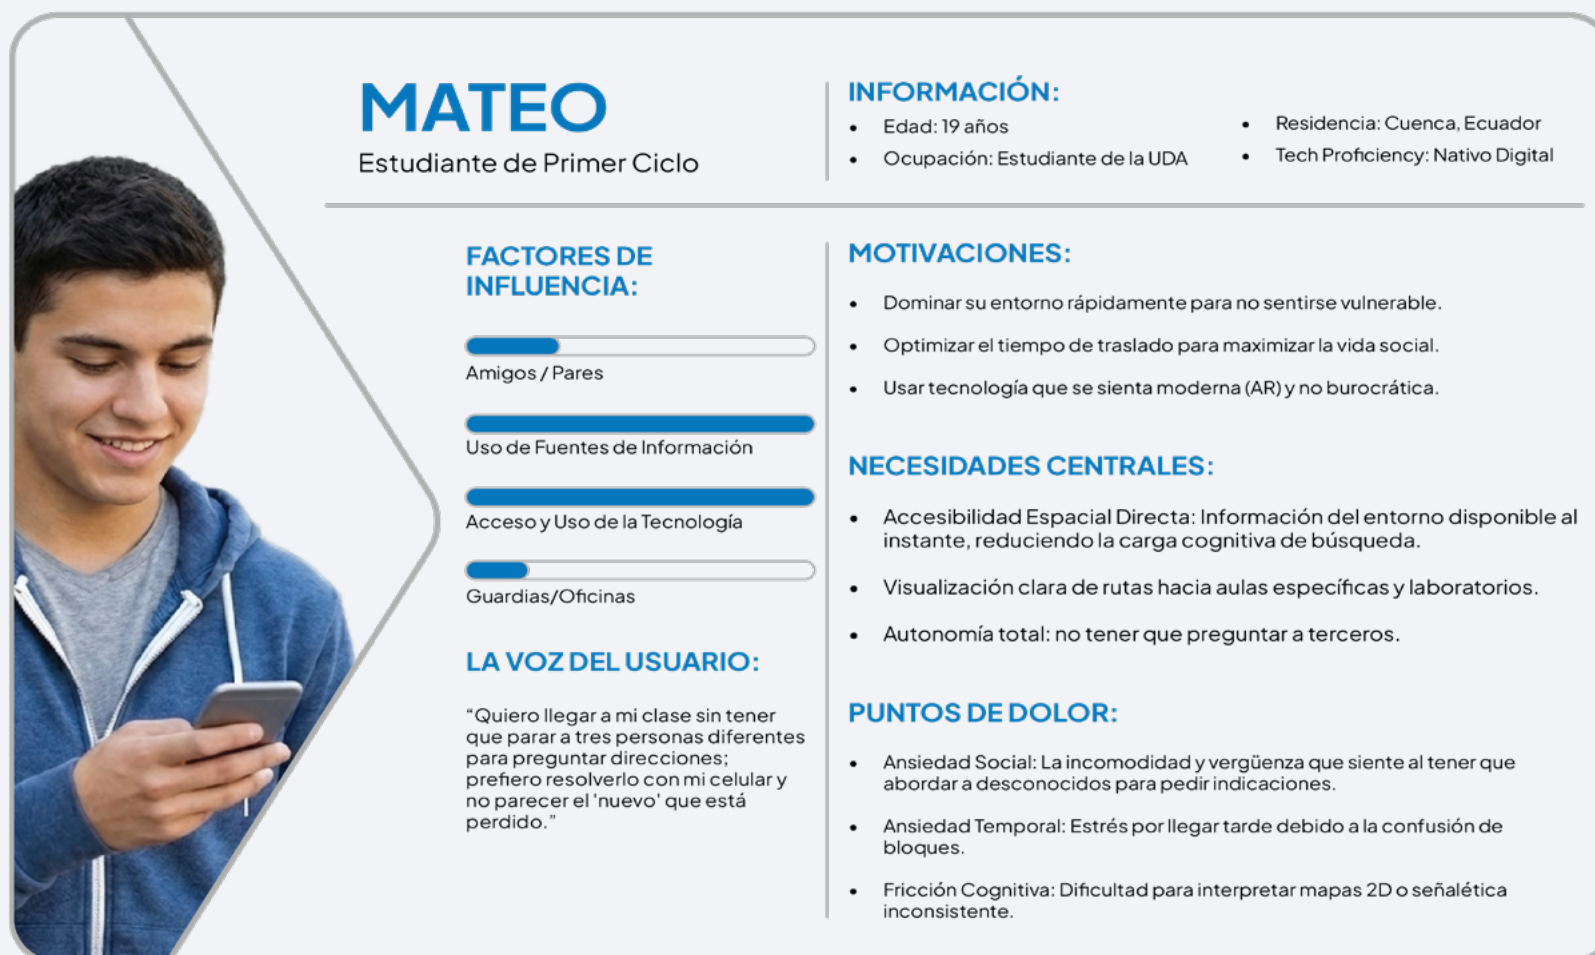 MATEO
Estudiante de Primer Ciclo
INFORMACIÓN:
• Edad: 19 años
• Ocupación: Estudiante de la UDA
• Residencia: Cuenca, Ecuador
• Tech Proficiency: Nativo Digital
FACTORES DE
INFLUENCIA:
Amigos / Pares
Uso de Fuentes de Información
Acceso y Uso de la Tecnología
Guardias/Oficinas
LA VOZ DEL USUARIO:
“Quiero llegar a mi clase sin tener
que parar a tres personas diferentes
para preguntar direcciones;
prefiero resolverlo con mi celular y
no parecer el 'nuevo' que está
perdido.”
MOTIVACIONES:
• Dominar su entorno rápidamente para no sentirse vulnerable.
• Optimizar el tiempo de traslado para maximizar la vida social.
• Usar tecnología que se sienta moderna (AR) y no burocrática.
NECESIDADES CENTRALES:
• Accesibilidad Espacial Directa: Información del entorno disponible al
instante, reduciendo la carga cognitiva de búsqueda.
• Visualización clara de rutas hacia aulas específicas y laboratorios.
• Autonomía total: no tener que preguntar a terceros.
PUNTOS DE DOLOR:
• Ansiedad Social: La incomodidad y vergüenza que siente al tener que
abordar a desconocidos para pedir indicaciones.
• Ansiedad Temporal: Estrés por llegar tarde debido a la confusión de
bloques.
• Fricción Cognitiva: Dificultad para interpretar mapas 2D o señalética
inconsistente.